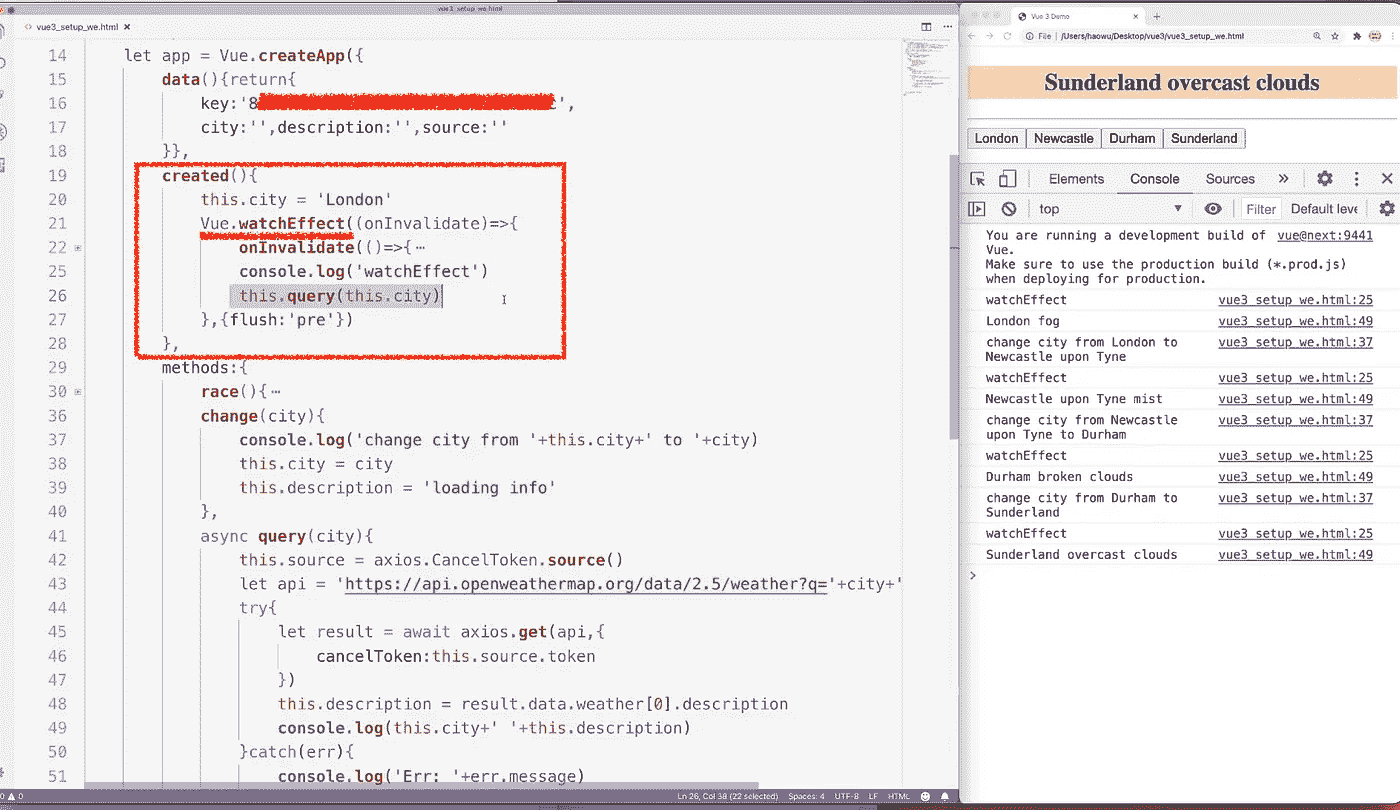 vue3_setup_we.html
vue3_setup_we.html ×
14 let app = Vue.createApp({
15 data(){return{
16 key:'8 ',
17 city:'',description:'',source:''
18 }},
19 created(){
20 this.city = 'London'
21 Vue.watchEffect((onInvalidate)=>{
22 onInvalidate(()=>{⋯
25 console.log('watchEffect')
26 this.query(this.city)
27 },{flush:'pre'})
28 },
29 methods:{
30 race(){⋯
36 change(city){
37 console.log('change city from '+this.city+' to '+city)
38 this.city = city
39 this.description = 'loading info'
40 },
41 async query(city){
42 this.source = axios.CancelToken.source()
43 let api = 'https://api.openweathermap.org/data/2.5/weather?q='+city+'
44 try{
45 let result = await axios.get(api,{
46 cancelToken:this.source.token
47 })
48 this.description = result.data.weather[0].description
49 console.log(this.city+' '+this.description)
50 }catch(err){
51 console.log('Err: '+err.message)
0 0 Ln 26, Col 38 (22 selected) Spaces: 4 UTF-8 LF HTML
Vue 3 Demo × +
File | /Users/haowu/Desktop/vue3/vue3_setup_we.html
Sunderland overcast clouds
London Newcastle Durham Sunderland
Elements Console Sources »
top Filter Default leve
You are running a development build of vue@next:9441
Vue.
Make sure to use the production build (*.prod.js)
when deploying for production.
watchEffect vue3_setup_we.html:25
London fog vue3_setup_we.html:49
change city from London to vue3_setup_we.html:37
Newcastle upon Tyne
watchEffect vue3_setup_we.html:25
Newcastle upon Tyne mist vue3_setup_we.html:49
change city from Newcastle vue3_setup_we.html:37
upon Tyne to Durham
watchEffect vue3_setup_we.html:25
Durham broken clouds vue3_setup_we.html:49
change city from Durham to vue3_setup_we.html:37
Sunderland
watchEffect vue3_setup_we.html:25
Sunderland overcast clouds vue3_setup_we.html:49
>